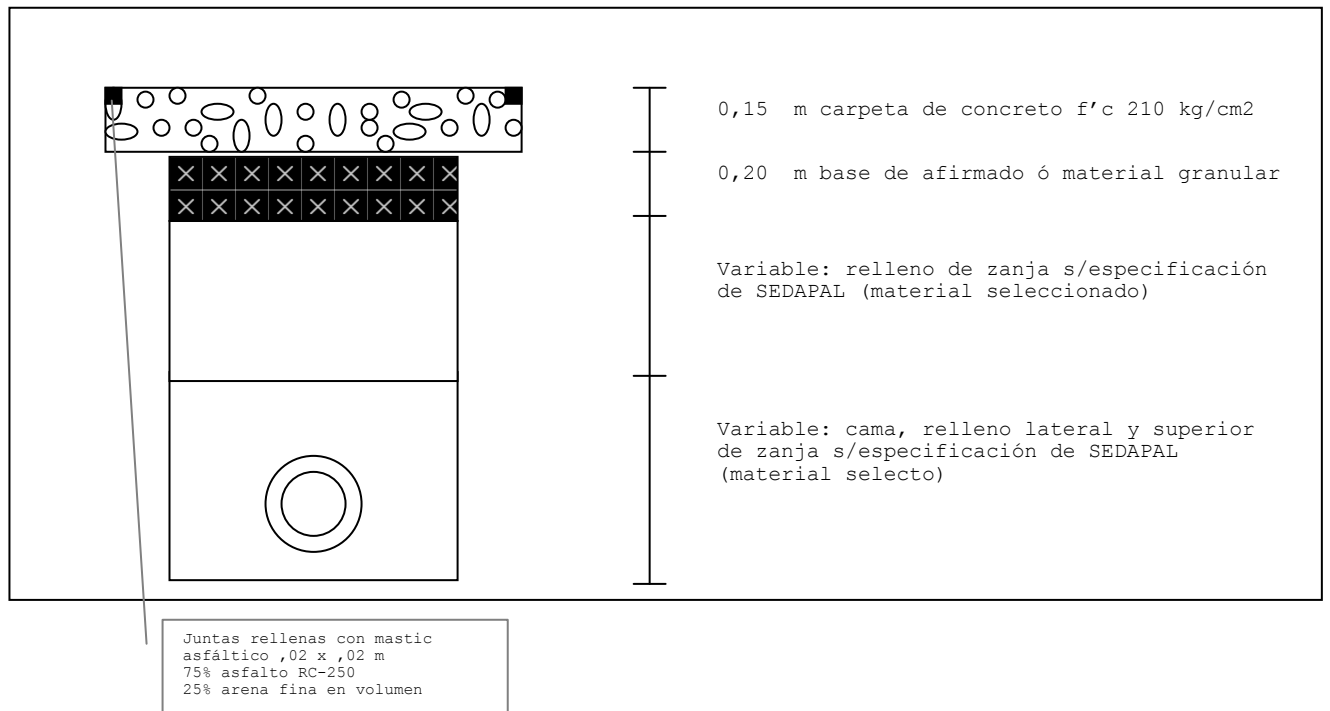 0,15 m carpeta de concreto f’c 210 kg/cm2
0,20 m base de afirmado ó material granular
Variable: relleno de zanja s/especificación
de SEDAPAL (material seleccionado)
Variable: cama, relleno lateral y superior
de zanja s/especificación de SEDAPAL
(material selecto)
Juntas rellenas con mastic
asfáltico ,02 x ,02 m
75% asfalto RC-250
25% arena fina en volumen